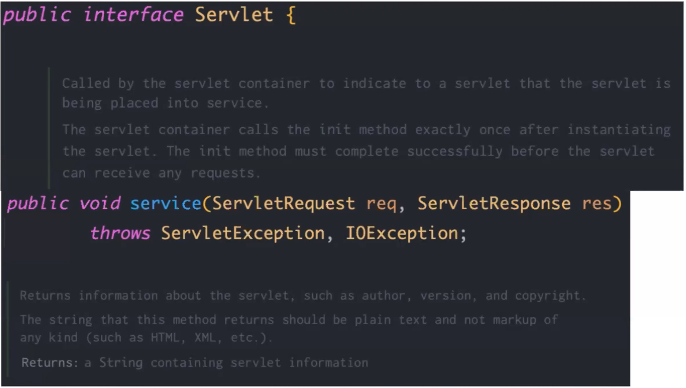 public interface Servlet {
Called by the servlet container to indicate to a servlet that the servlet is
being placed into service.
The servlet container calls the init method exactly once after instantiating
the servlet. The init method must complete successfully before the servlet
can receive any requests.
public void service(ServletRequest req, ServletResponse res)
throws ServletException, IOException;
Returns information about the servlet, such as author, version, and copyright.
The string that this method returns should be plain text and not markup of
any kind (such as HTML, XML, etc.).
Returns: a String containing servlet information